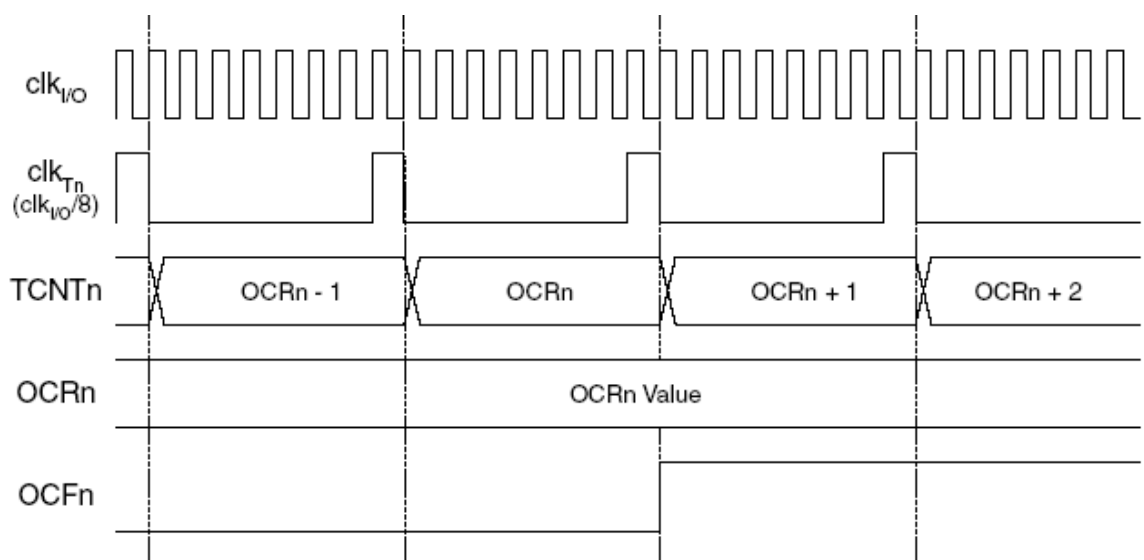 clkI/O
clkTn
(clkI/O/8)
TCNTn
OCRn - 1
OCRn
OCRn + 1
OCRn + 2
OCRn
OCRn Value
OCFn